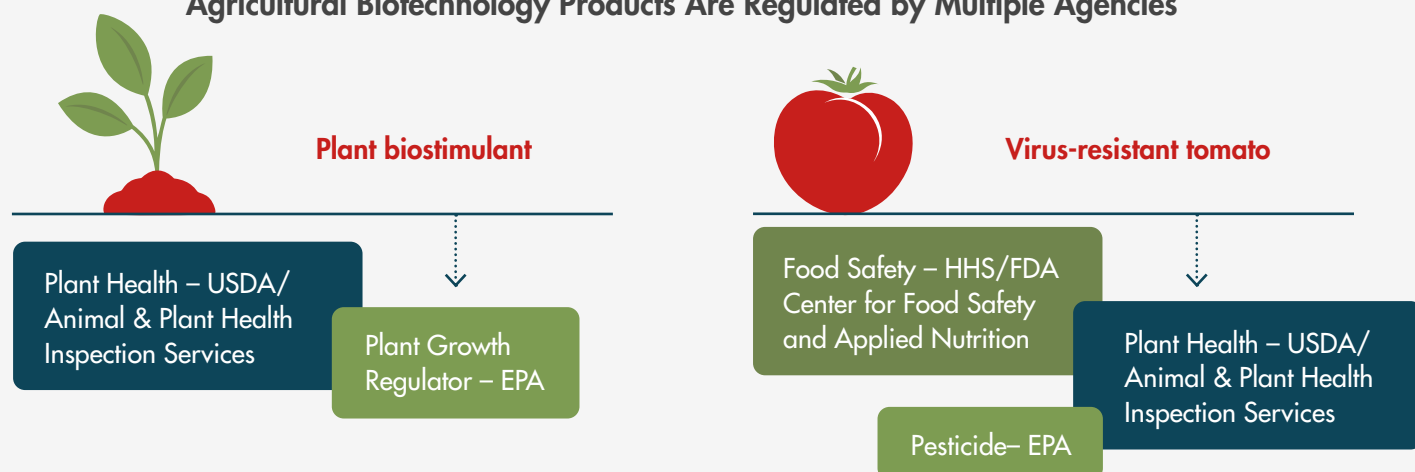 Agricultural Biotechnology Products Are Regulated by Multiple Agencies
Plant biostimulant
Plant Health – USDA/
Animal & Plant Health
Inspection Services
Plant Growth
Regulator – EPA
Virus-resistant tomato
Food Safety – HHS/FDA
Center for Food Safety
and Applied Nutrition
Plant Health – USDA/
Animal & Plant Health
Inspection Services
Pesticide– EPA